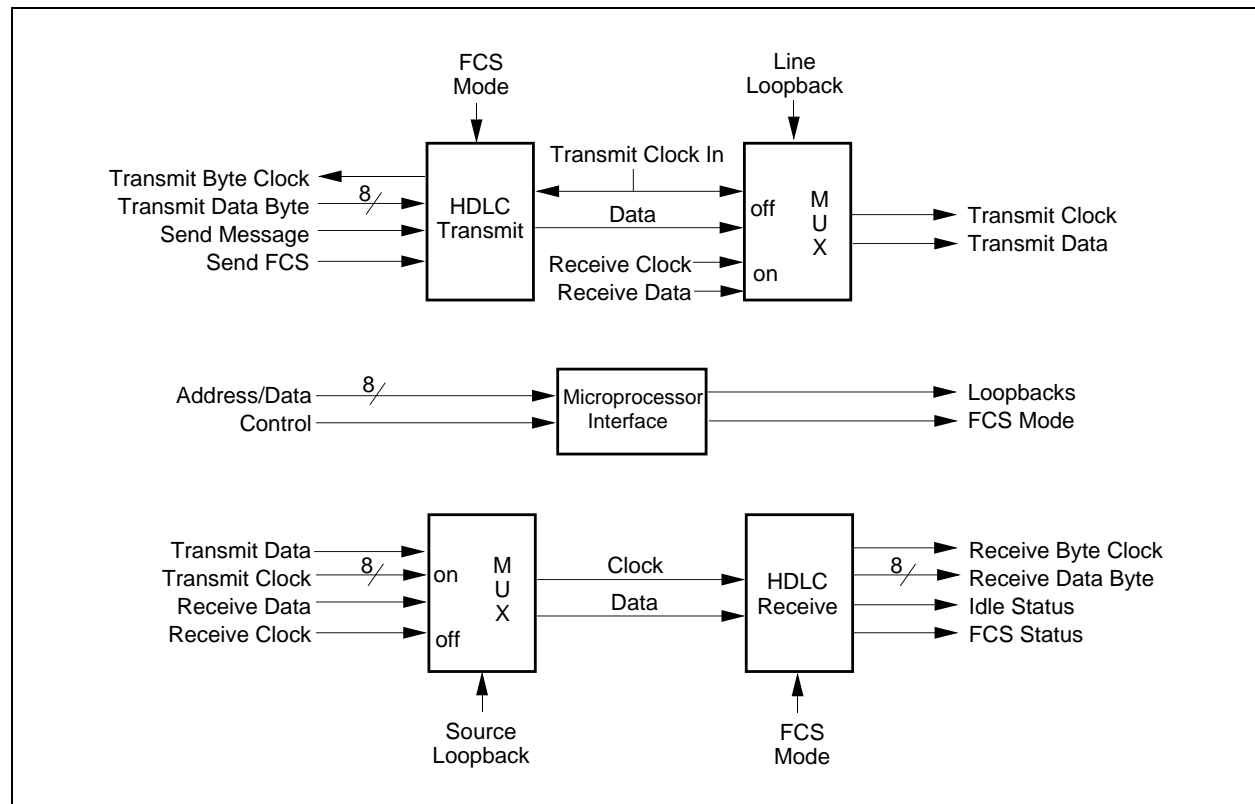 FCS
Mode
Line
Loopback
Transmit Byte Clock
Transmit Data Byte
Send Message
Send FCS
8
HDLC
Transmit
Transmit Clock In
Data
Receive Clock
Receive Data
off
on
M
U
X
Transmit Clock
Transmit Data
Address/Data
Control
8
Microprocessor
Interface
Loopbacks
FCS Mode
Transmit Data
Transmit Clock
Receive Data
Receive Clock
8
on
off
M
U
X
Clock
Data
HDLC
Receive
8
Receive Byte Clock
Receive Data Byte
Idle Status
FCS Status
Source
Loopback
FCS
Mode